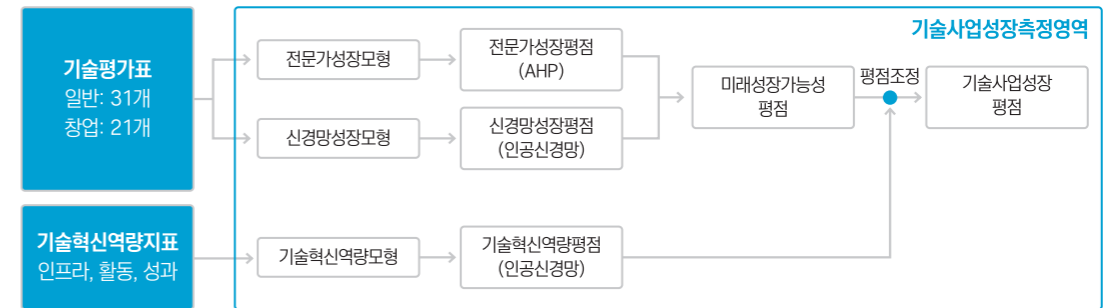 기술사업성장측정영역
기술평가표
일반: 31개
창업: 21개
전문가성장모형
전문가성장평점
(AHP)
신경망성장모형
신경망성장평점
(인공신경망)
미래성장가능성
평점
평점조정
기술사업성장
평점
기술혁신역량지표
인프라, 활동, 성과
기술혁신역량모형
기술혁신역량평점
(인공신경망)